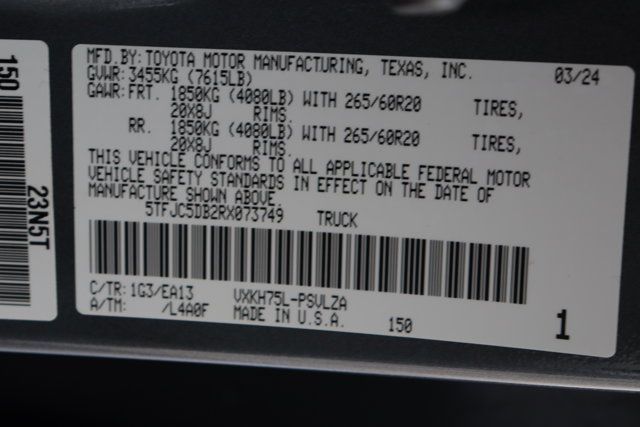 MFD.BY: TOYOTA MOTOR MANUFACTURING, TEXAS, INC. 03/24
GVWR: 3455KG (7615LB)
GAWR: FRT. 1850KG (4080LB) WITH 265/60R20 TIRES,
20X8J RIMS.
RR. 1850KG (4080LB) WITH 265/60R20 TIRES,
20X8J RIMS.
THIS VEHICLE CONFORMS TO ALL APPLICABLE FEDERAL MOTOR
VEHICLE SAFETY STANDARDS IN EFFECT ON THE DATE OF
MANUFACTURE SHOWN ABOVE.
5TFJC5DB2RX073749 TRUCK
C/TR: 1G3/EA13 VXKH75L-PSVLZA
A/TM: /L4A0F MADE IN U.S.A. 150
1
150
23N5T